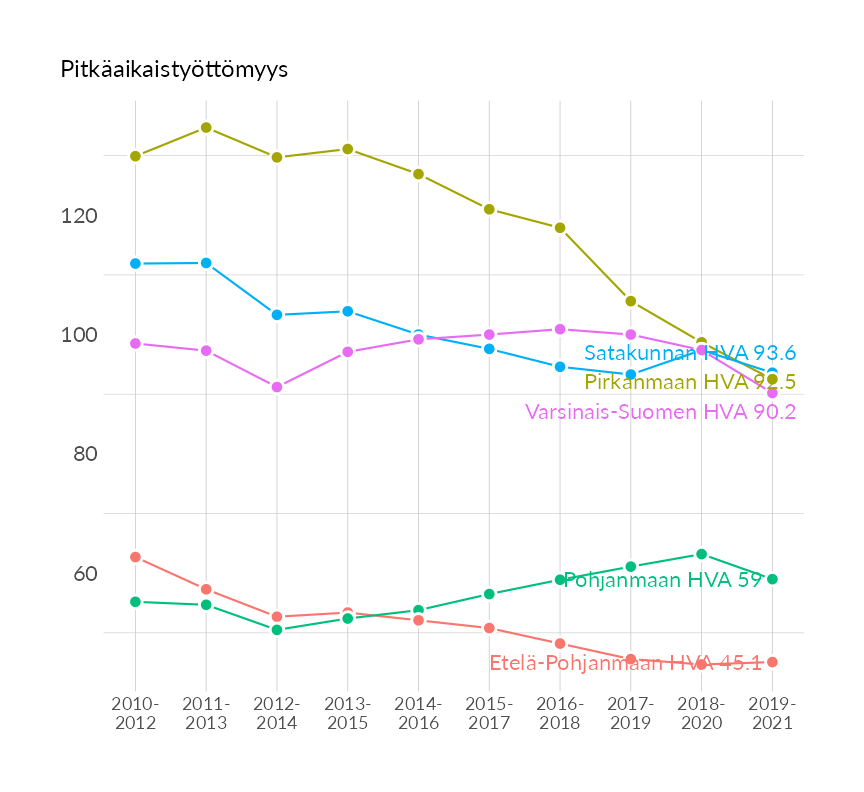 Pitkäaikaistyöttömyys
120
100
80
60
Satakunnan HVA 93.6
Pirkanmaan HVA 92.5
Varsinais-Suomen HVA 90.2
Pohjanmaan HVA 59
Etelä-Pohjanmaan HVA 45.1
2010- 2011- 2012- 2013- 2014- 2015- 2016- 2017- 2018- 2019-
2012 2013 2014 2015 2016 2017 2018 2019 2020 2021